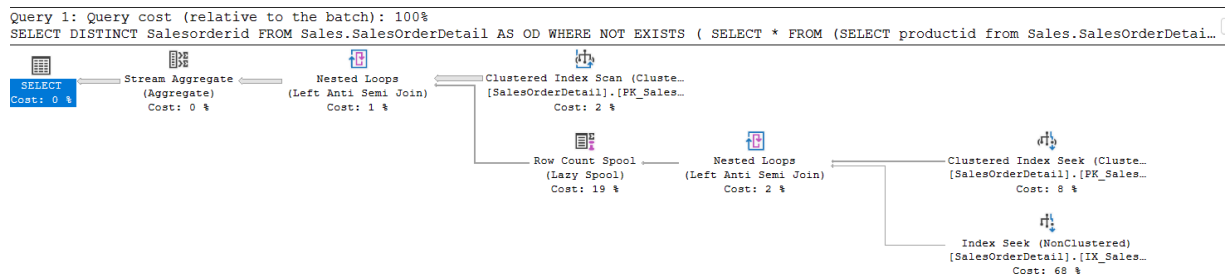 Query 1: Query cost (relative to the batch): 100%
SELECT DISTINCT Salesorderid FROM Sales.SalesOrderDetail AS OD WHERE NOT EXISTS ( SELECT * FROM (SELECT productid from Sales.SalesOrderDetai…
SELECT
Cost: 0 %
Stream Aggregate
(Aggregate)
Cost: 0 %
Nested Loops
(Left Anti Semi Join)
Cost: 1 %
Clustered Index Scan (Cluste…
[SalesOrderDetail].[PK_Sales…
Cost: 2 %
Row Count Spool
(Lazy Spool)
Cost: 19 %
Nested Loops
(Left Anti Semi Join)
Cost: 2 %
Clustered Index Seek (Cluste…
[SalesOrderDetail].[PK_Sales…
Cost: 8 %
Index Seek (NonClustered)
[SalesOrderDetail].[IX_Sales…
Cost: 68 %